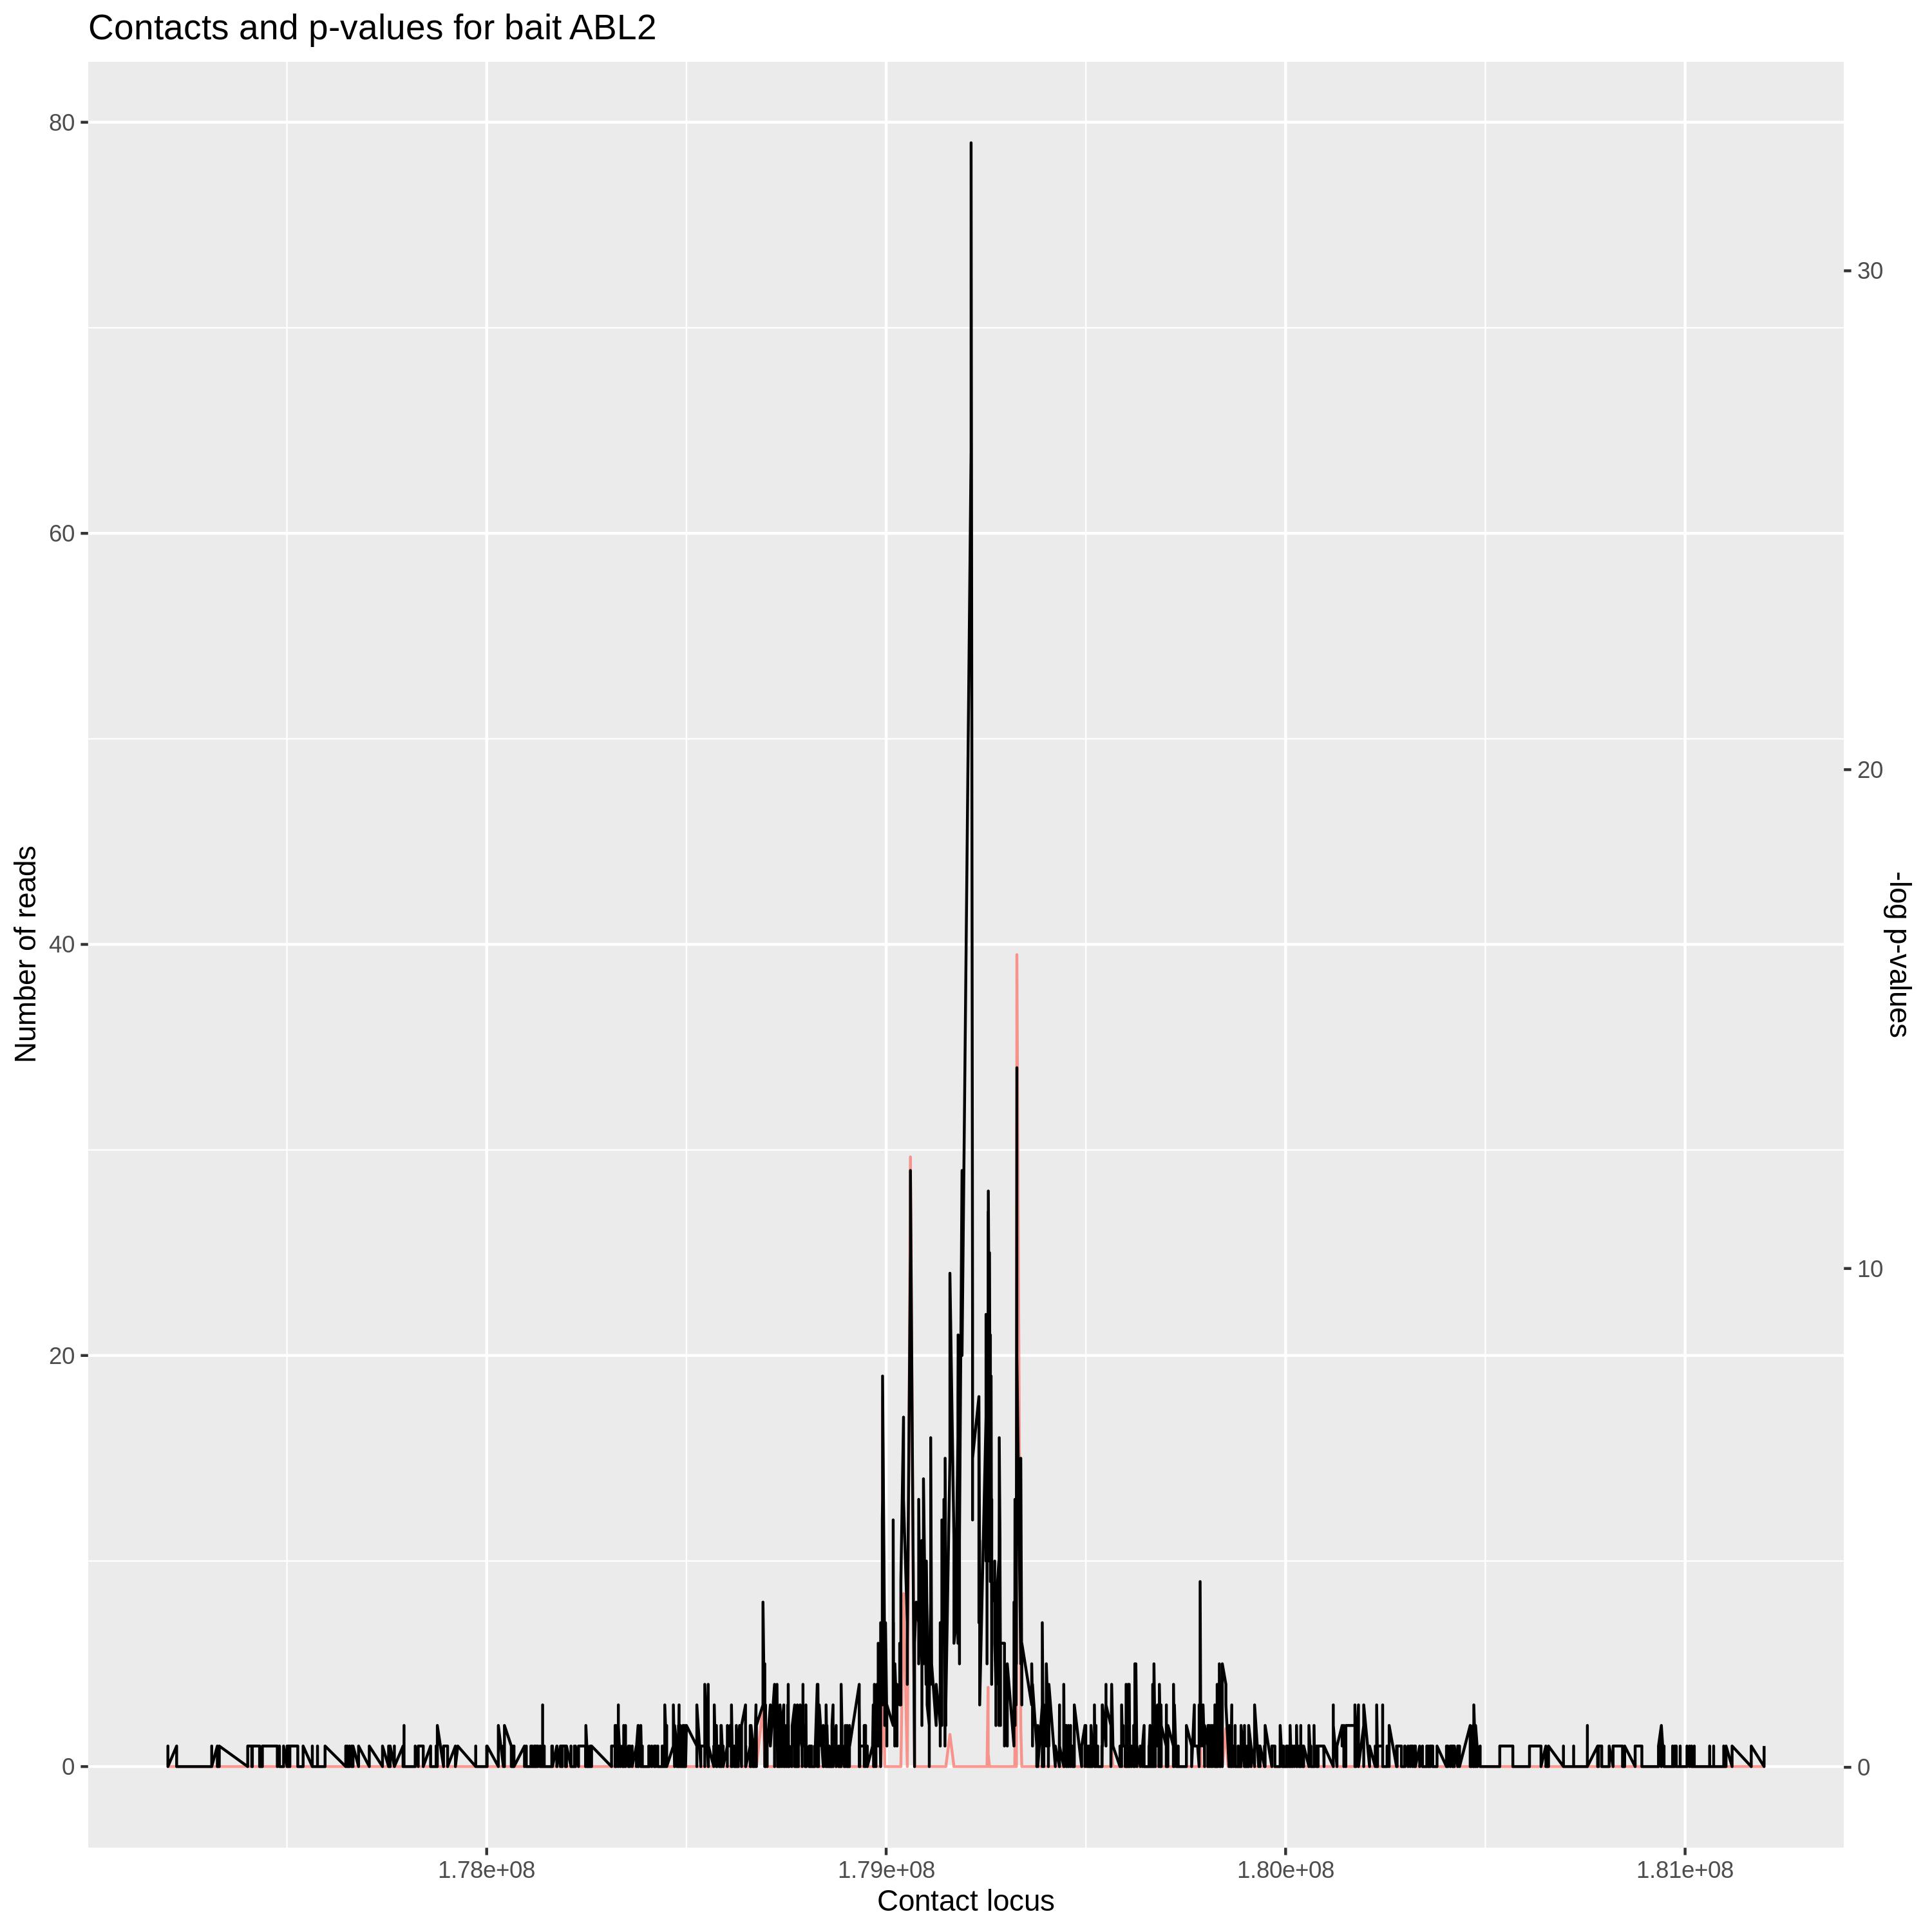 Contacts and p-values for bait ABL2
80
60
40
20
0
Number of reads
30
20
10
0
-log p-values
1.78e+08
1.79e+08
1.80e+08
1.81e+08
Contact locus